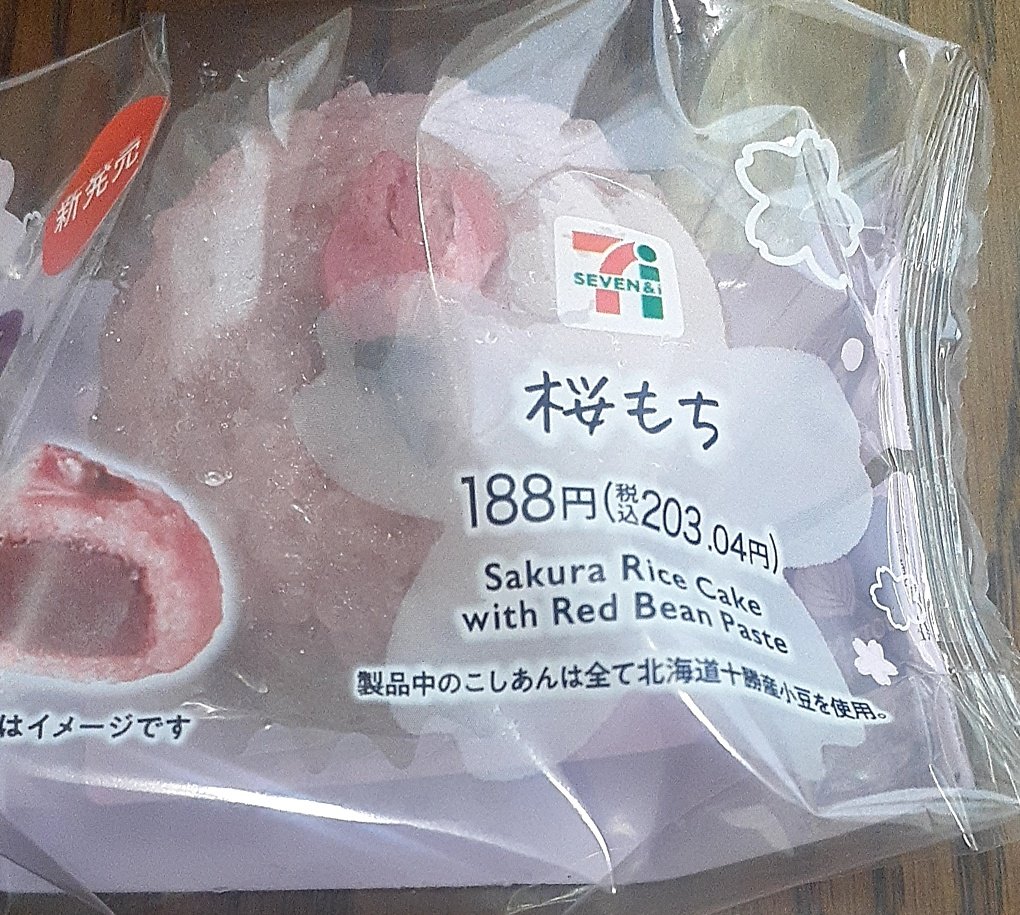 新発売
SEVEN&i
桜もち
188円(税込203.04円)
Sakura Rice Cake
with Red Bean Paste
製品中のこしあんは全て北海道十勝産小豆を使用。
はイメージです